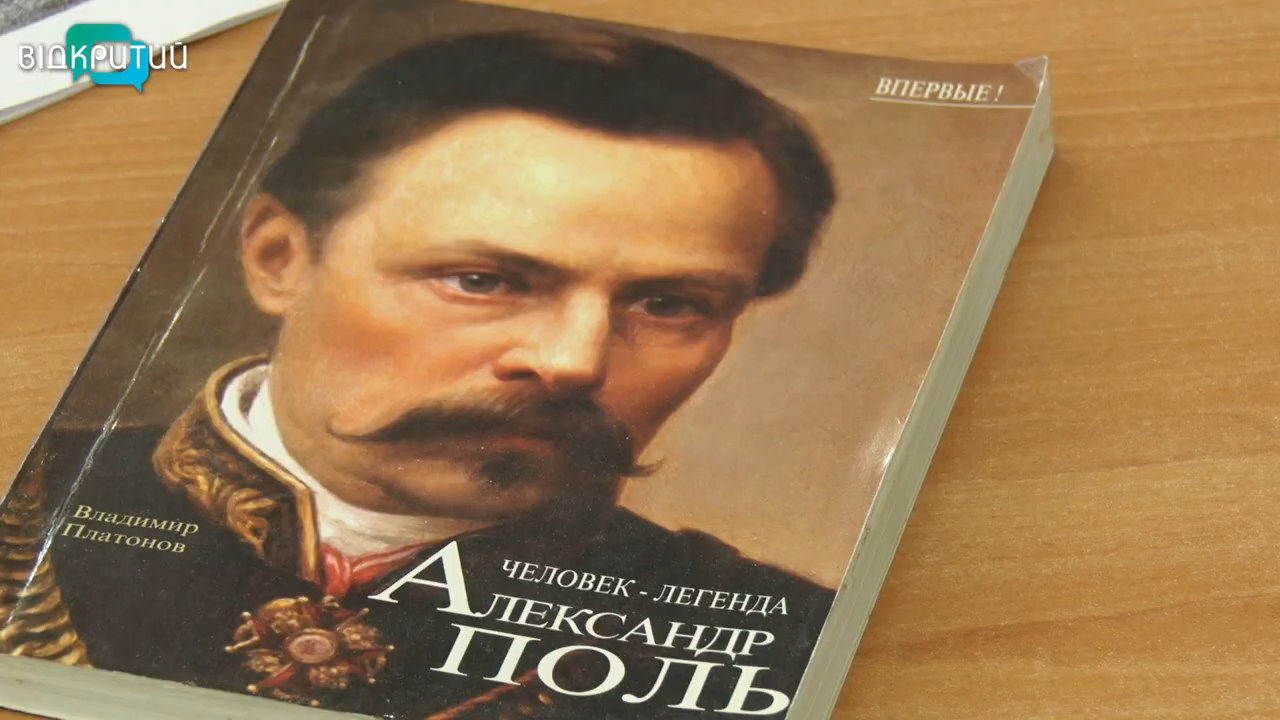 ВІДКРИТИЙ
ВПЕРВЫЕ!
Владимир
Платонов
ЧЕЛОВЕК - ЛЕГЕНДА
АЛЕКСАНДР
ПОЛЬ